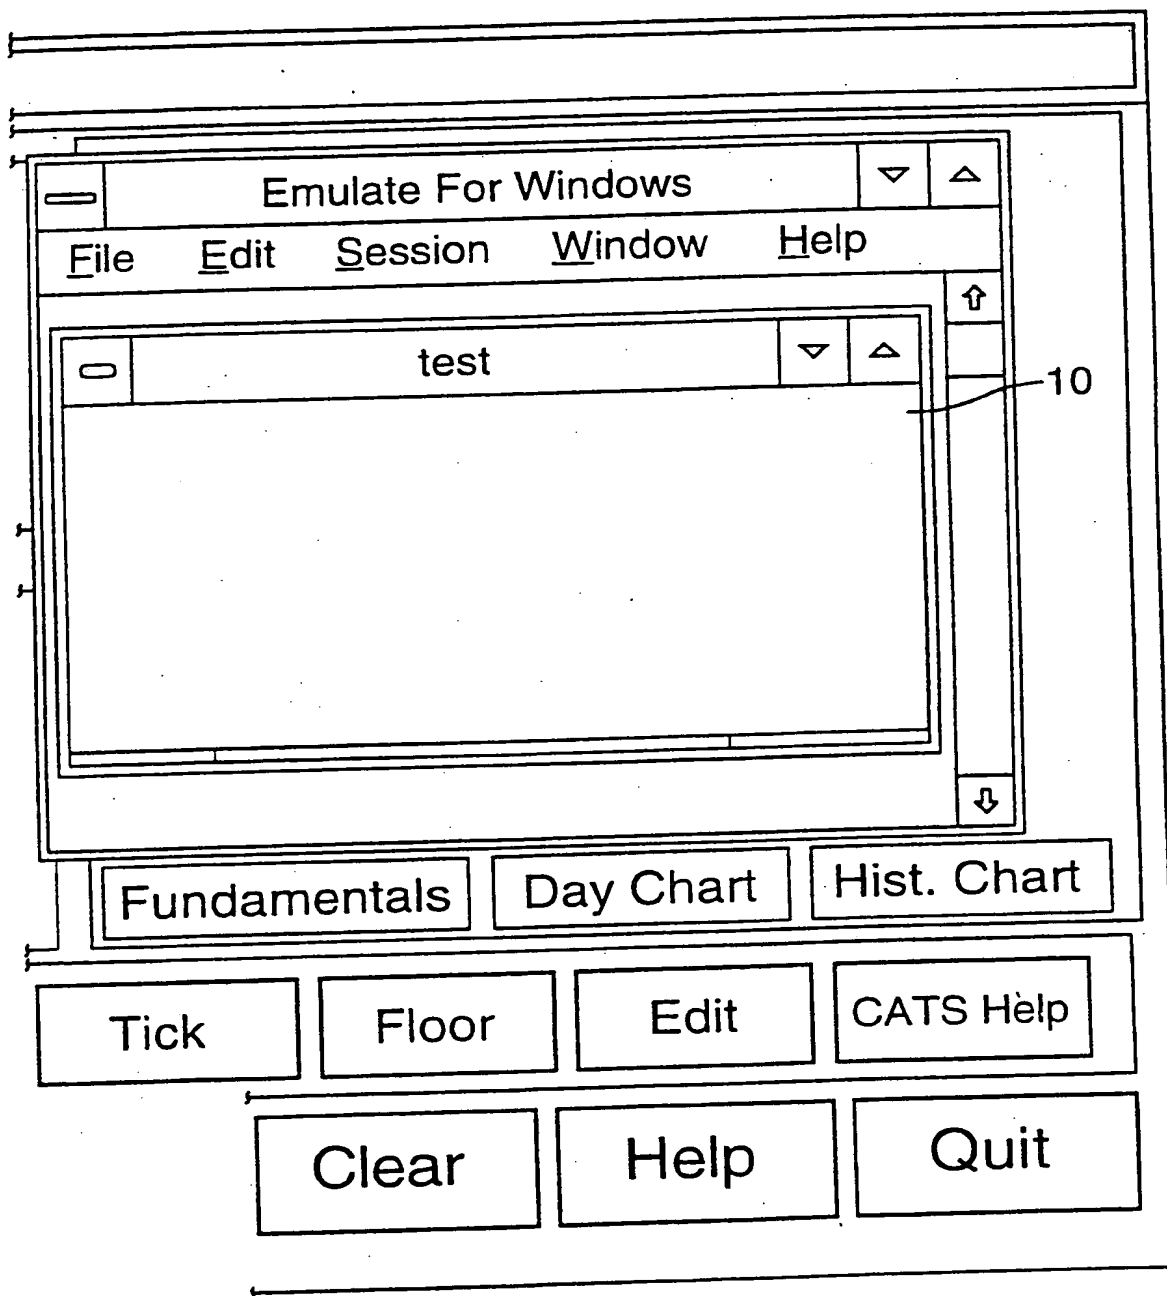 Emulate For Windows
File Edit Session Window Help
test
10
Fundamentals Day Chart Hist. Chart
Tick Floor Edit CATS Help
Clear Help Quit